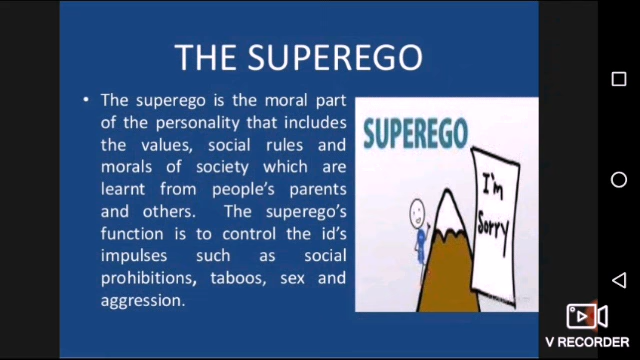 THE SUPEREGO
• The superego is the moral part
of the personality that includes
the values, social rules and
morals of society which are
learnt from people's parents
and others. The superego's
function is to control the id's
impulses such as social
prohibitions, taboos, sex and
aggression.
SUPEREGO
I'm
Sorry
V RECORDER